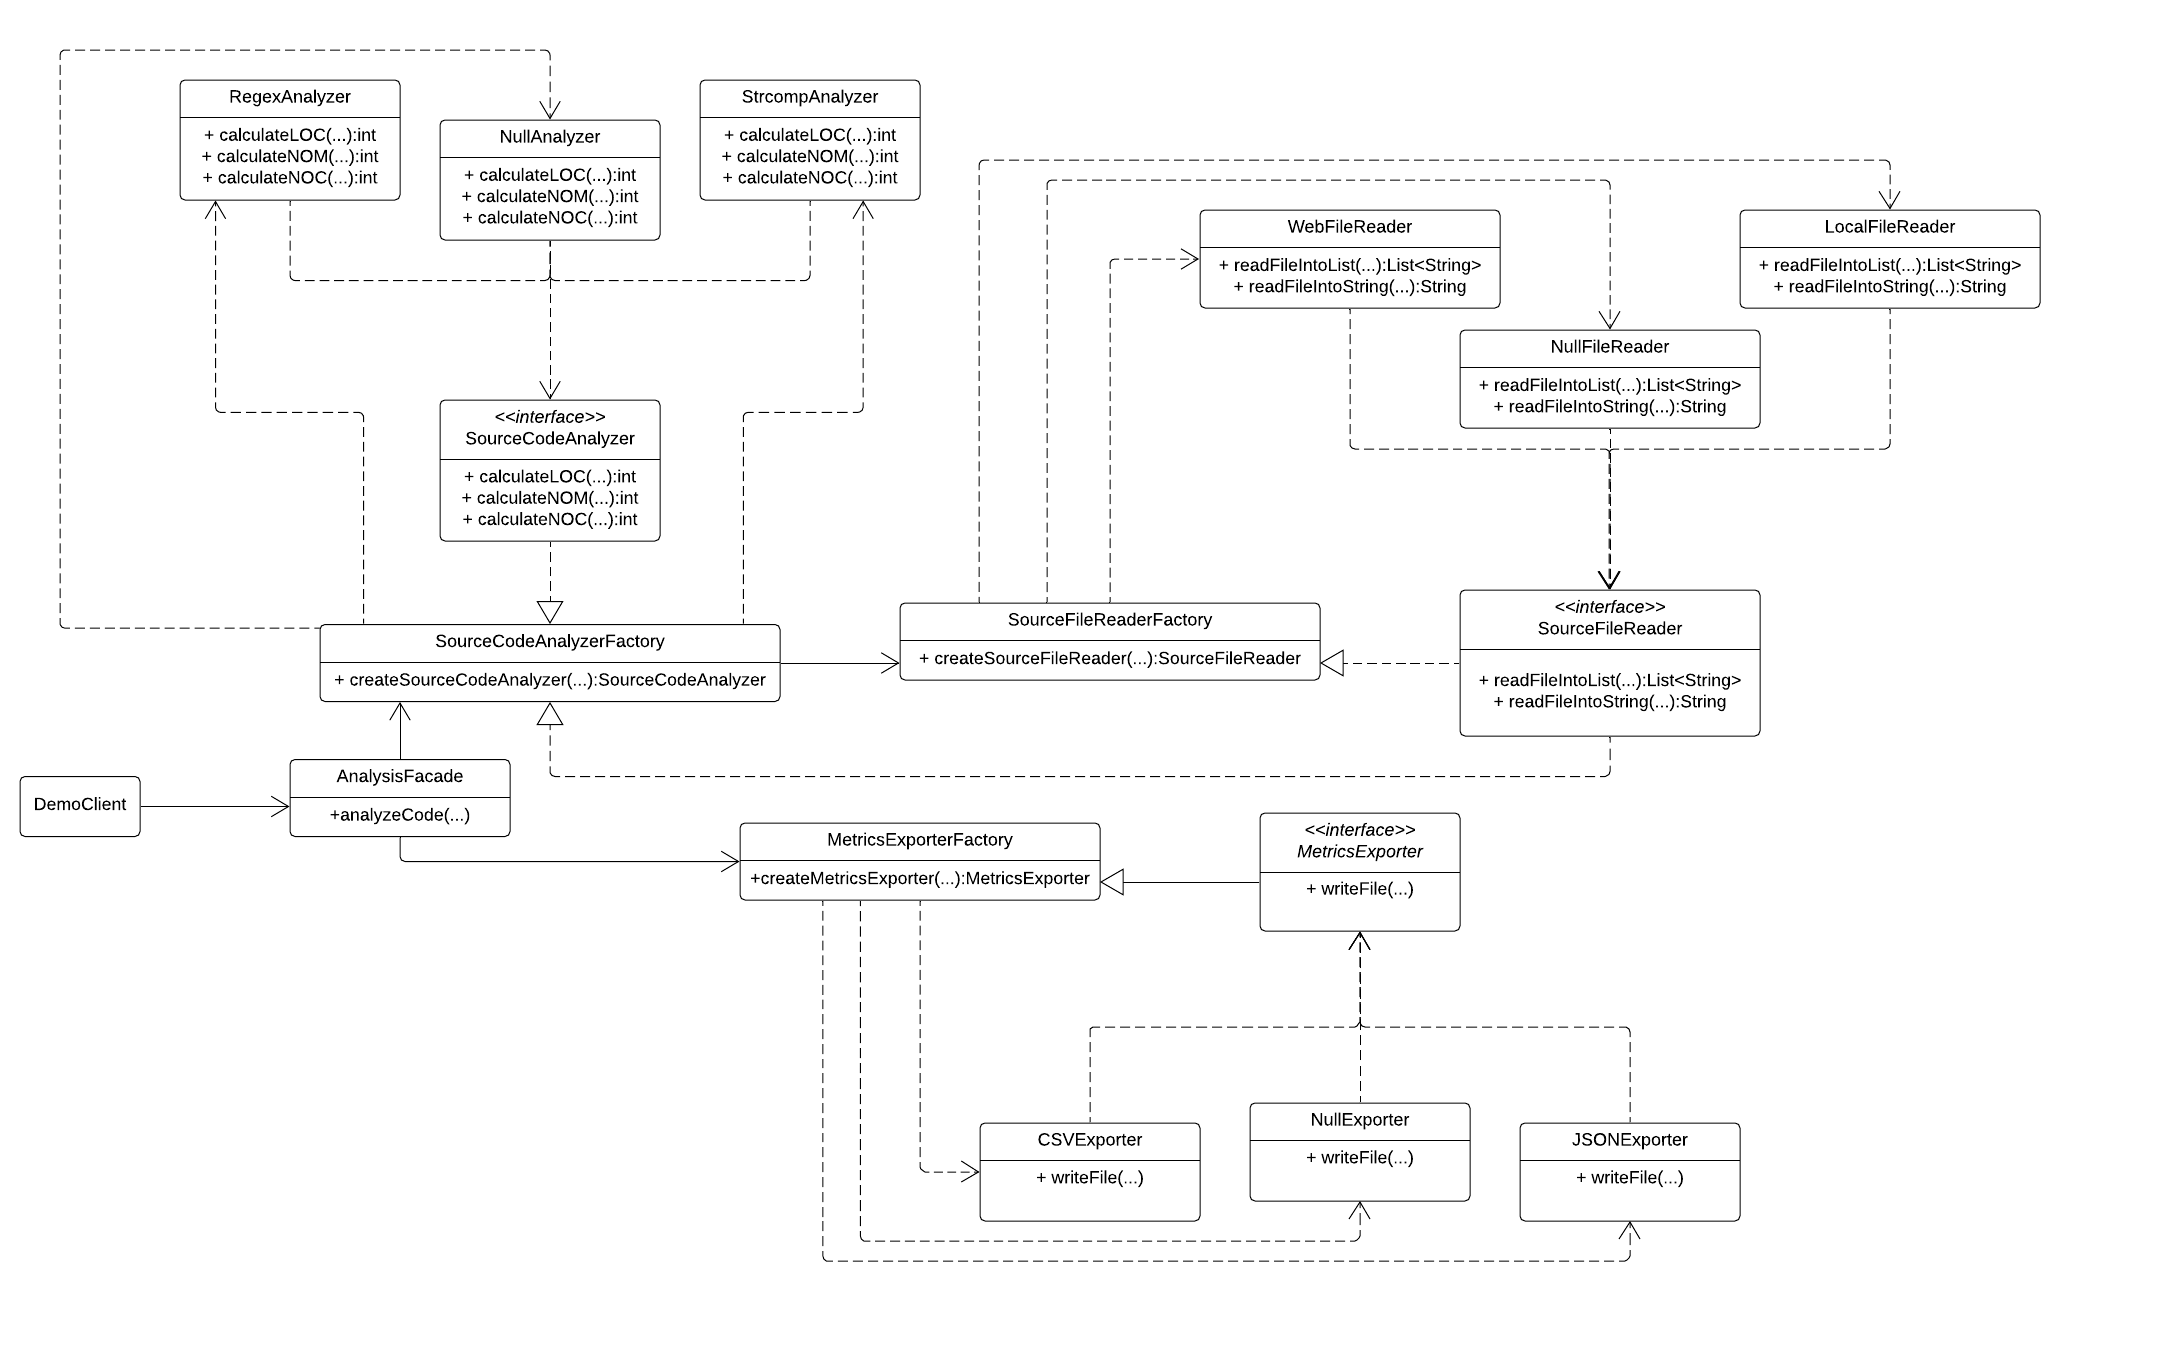 RegexAnalyzer
+ calculateLOC(...):int
+ calculateNOM(...):int
+ calculateNOC(...):int
NullAnalyzer
+ calculateLOC(...):int
+ calculateNOM(...):int
+ calculateNOC(...):int
StrcompAnalyzer
+ calculateLOC(...):int
+ calculateNOM(...):int
+ calculateNOC(...):int
WebFileReader
+ readFileIntoList(...):List<String>
+ readFileIntoString(...):String
LocalFileReader
+ readFileIntoList(...):List<String>
+ readFileIntoString(...):String
NullFileReader
+ readFileIntoList(...):List<String>
+ readFileIntoString(...):String
<<interface>>
SourceCodeAnalyzer
+ calculateLOC(...):int
+ calculateNOM(...):int
+ calculateNOC(...):int
SourceCodeAnalyzerFactory
+ createSourceCodeAnalyzer(...):SourceCodeAnalyzer
SourceFileReaderFactory
+ createSourceFileReader(...):SourceFileReader
<<interface>>
SourceFileReader
+ readFileIntoList(...):List<String>
+ readFileIntoString(...):String
DemoClient
AnalysisFacade
+analyzeCode(...)
MetricsExporterFactory
+createMetricsExporter(...):MetricsExporter
<<interface>>
MetricsExporter
+ writeFile(...)
CSVExporter
+ writeFile(...)
NullExporter
+ writeFile(...)
JSONExporter
+ writeFile(...)